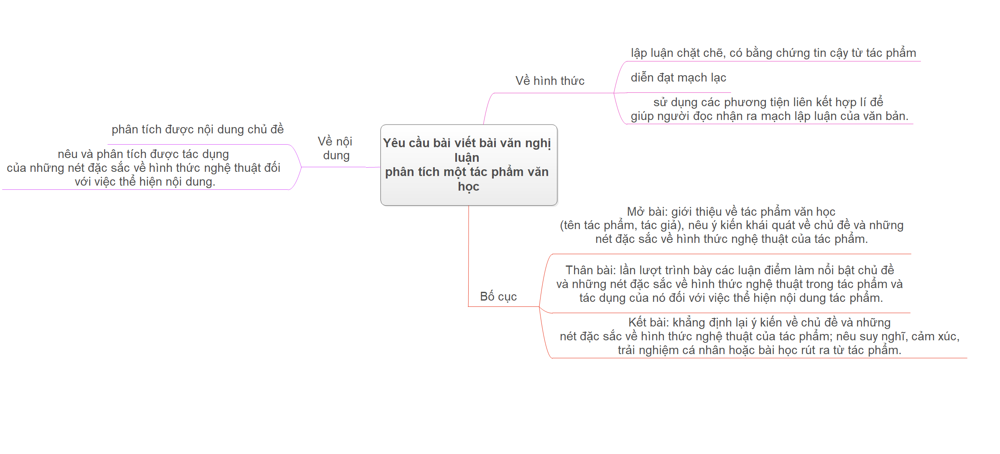 Yêu cầu bài viết bài văn nghị
luận
phân tích một tác phẩm văn
học
Về hình thức
lập luận chặt chẽ, có bằng chứng tin cậy từ tác phẩm
diễn đạt mạch lạc
sử dụng các phương tiện liên kết hợp lí để
giúp người đọc nhận ra mạch lập luận của văn bản.
Về nội
dung
phân tích được nội dung chủ đề
nêu và phân tích được tác dụng
của những nét đặc sắc về hình thức nghệ thuật đối
với việc thể hiện nội dung.
Bố cục
Mở bài: giới thiệu về tác phẩm văn học
(tên tác phẩm, tác giả), nêu ý kiến khái quát về chủ đề và những
nét đặc sắc về hình thức nghệ thuật của tác phẩm.
Thân bài: lần lượt trình bày các luận điểm làm nổi bật chủ đề
và những nét đặc sắc về hình thức nghệ thuật trong tác phẩm và
tác dụng của nó đối với việc thể hiện nội dung tác phẩm.
Kết bài: khẳng định lại ý kiến về chủ đề và những
nét đặc sắc về hình thức nghệ thuật của tác phẩm; nêu suy nghĩ, cảm xúc,
trải nghiệm cá nhân hoặc bài học rút ra từ tác phẩm.